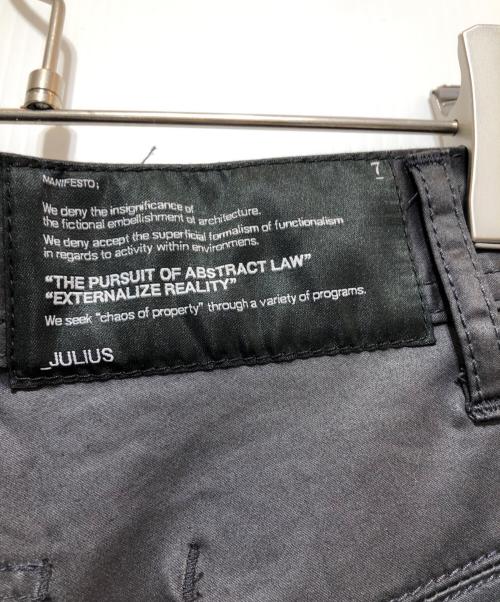 MANIFESTO;
7
We deny the insignificance of
the fictional embellishment of architecture.
We deny accept the superficial formalism of functionalism
in regards to activity within environmens.
“THE PURSUIT OF ABSTRACT LAW”
“EXTERNALIZE REALITY”
We seek “chaos of property” through a variety of programs.
_JULIUS